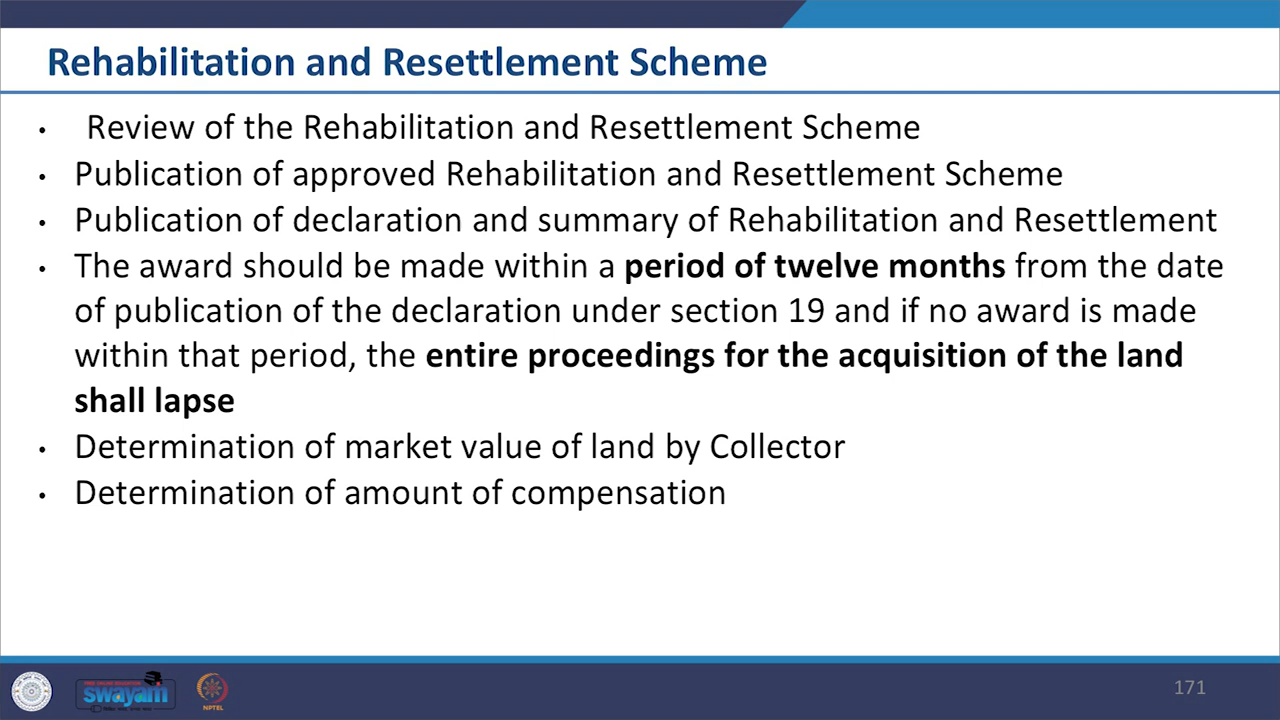 Rehabilitation and Resettlement Scheme
• Review of the Rehabilitation and Resettlement Scheme
• Publication of approved Rehabilitation and Resettlement Scheme
• Publication of declaration and summary of Rehabilitation and Resettlement
• The award should be made within a period of twelve months from the date
of publication of the declaration under section 19 and if no award is made
within that period, the entire proceedings for the acquisition of the land
shall lapse
• Determination of market value of land by Collector
• Determination of amount of compensation
swayam
NPTEL
171